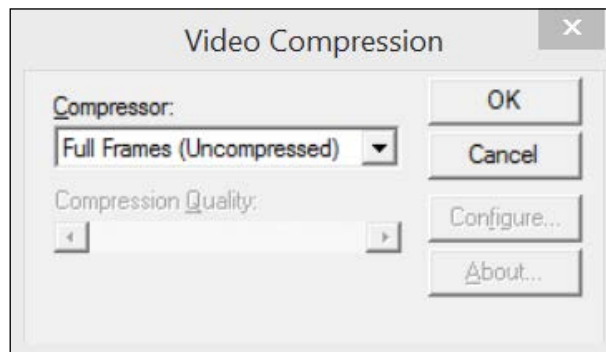 Video Compression
Compressor:
Full Frames (Uncompressed)
Compression Quality:
OK
Cancel
Configure...
About...